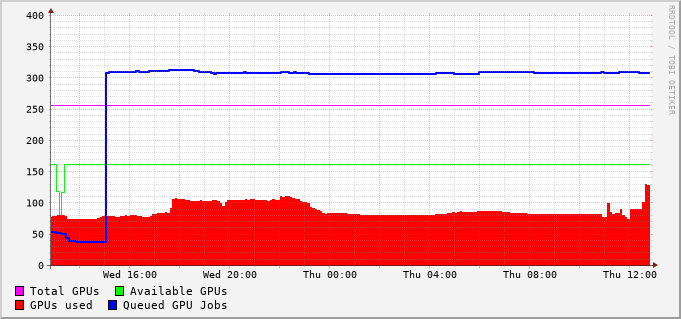 400
350
300
250
200
150
100
50
0
Wed 16:00 Wed 20:00 Thu 00:00 Thu 04:00 Thu 08:00 Thu 12:00
Total GPUs Available GPUs
GPUs used Queued GPU Jobs
RRDTOOL / TOBI OETIKER